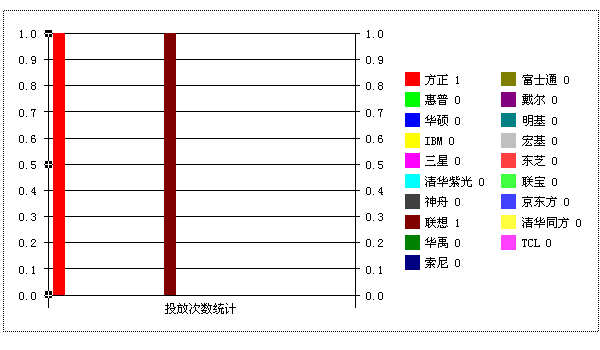 1.0
0.9
0.8
0.7
0.6
0.5
0.4
0.3
0.2
0.1
0.0
1.0
0.9
0.8
0.7
0.6
0.5
0.4
0.3
0.2
0.1
0.0
投放次数统计
方正 1
惠普 0
华硕 0
IBM 0
三星 0
清华紫光 0
神舟 0
联想 1
华禹 0
索尼 0
富士通 0
戴尔 0
明基 0
宏基 0
东芝 0
联宝 0
京东方 0
清华同方 0
TCL 0